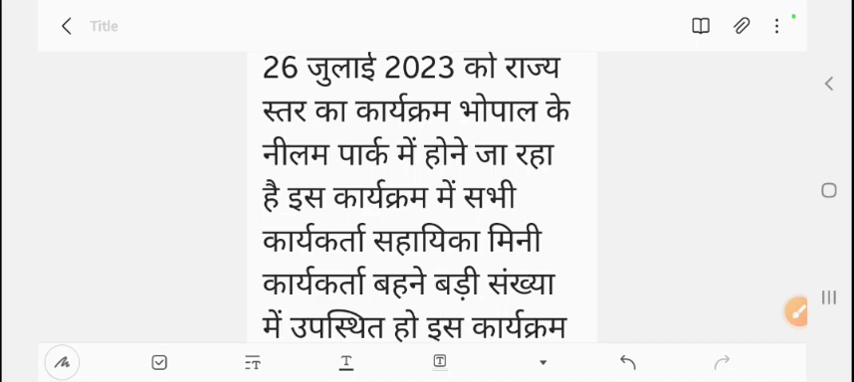 Title
26 जुलाई 2023 को राज्य
स्तर का कार्यक्रम भोपाल के
नीलम पार्क में होने जा रहा
है इस कार्यक्रम में सभी
कार्यकर्ता सहायिका मिनी
कार्यकर्ता बहने बड़ी संख्या
में उपस्थित हो इस कार्यक्रम